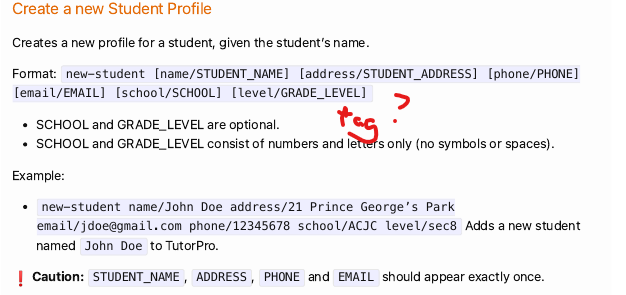 Create a new Student Profile
Creates a new profile for a student, given the student's name.
Format: new-student [name/STUDENT_NAME] [address/STUDENT_ADDRESS] [phone/PHONE]
[email/EMAIL] [school/SCHOOL] [level/GRADE_LEVEL]
tag ?
• SCHOOL and GRADE_LEVEL are optional.
• SCHOOL and GRADE_LEVEL consist of numbers and letters only (no symbols or spaces).
Example:
• new-student name/John Doe address/21 Prince George's Park
email/jdoe@gmail.com phone/12345678 school/ACJC level/sec8 Adds a new student
named John Doe to TutorPro.
❗ Caution: STUDENT_NAME, ADDRESS, PHONE and EMAIL should appear exactly once.